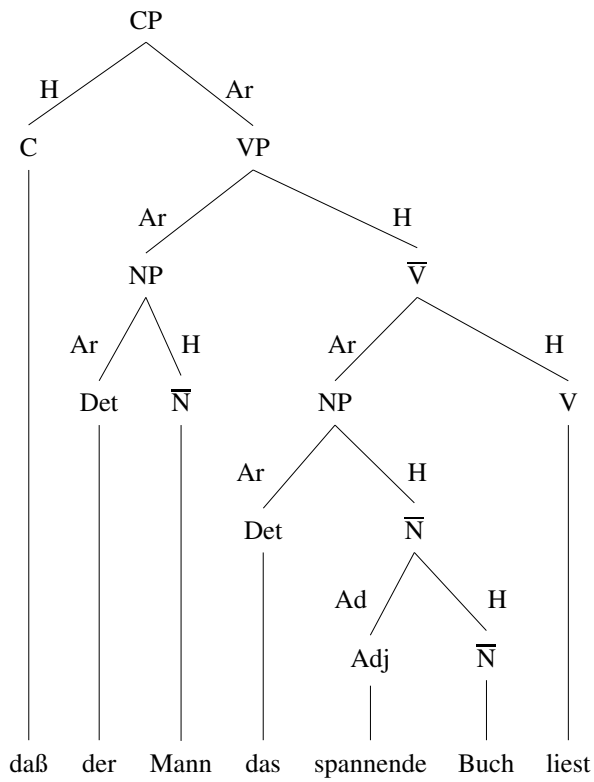 CP
H Ar
C VP
Ar H
NP V̅
Ar H Ar H
Det N̅ NP V
Ar H
Det N̅
Ad H
Adj N̅
daß der Mann das spannende Buch liest